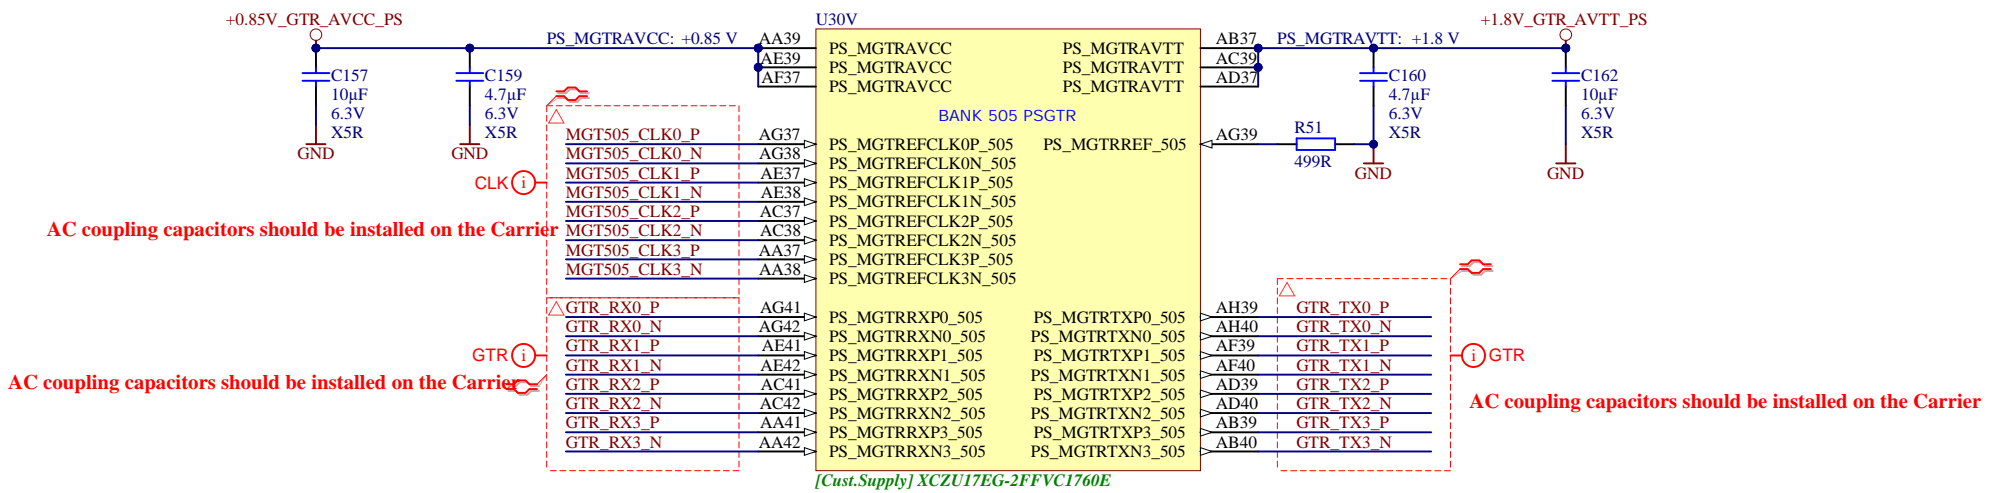 +0.85V_GTR_AVCC_PS
U30V
+1.8V_GTR_AVTT_PS
PS_MGTRAVCC: +0.85 V
AA39
PS_MGTRAVCC
PS_MGTRAVTT
AB37
PS_MGTRAVTT: +1.8 V
AE39
PS_MGTRAVCC
PS_MGTRAVTT
AC39
AF37
PS_MGTRAVCC
PS_MGTRAVTT
AD37
C157
10µF
6.3V
X5R
GND
C159
4.7µF
6.3V
X5R
GND
C160
4.7µF
6.3V
X5R
GND
C162
10µF
6.3V
X5R
GND
BANK 505 PSGTR
MGT505_CLK0_P
AG37
PS_MGTREFCLK0P_505
PS_MGTRREF_505
AG39
R51
499R
MGT505_CLK0_N
AG38
PS_MGTREFCLK0N_505
CLK
i
MGT505_CLK1_P
AE37
PS_MGTREFCLK1P_505
MGT505_CLK1_N
AE38
PS_MGTREFCLK1N_505
MGT505_CLK2_P
AC37
PS_MGTREFCLK2P_505
AC coupling capacitors should be installed on the Carrier
MGT505_CLK2_N
AC38
PS_MGTREFCLK2N_505
MGT505_CLK3_P
AA37
PS_MGTREFCLK3P_505
MGT505_CLK3_N
AA38
PS_MGTREFCLK3N_505
GTR_RX0_P
AG41
PS_MGTRRXP0_505
PS_MGTRTXP0_505
AH39
GTR_TX0_P
GTR_RX0_N
AG42
PS_MGTRRXN0_505
PS_MGTRTXN0_505
AH40
GTR_TX0_N
GTR
i
GTR_RX1_P
AE41
PS_MGTRRXP1_505
PS_MGTRTXP1_505
AF39
GTR_TX1_P
i
GTR
GTR_RX1_N
AE42
PS_MGTRRXN1_505
PS_MGTRTXN1_505
AF40
GTR_TX1_N
AC coupling capacitors should be installed on the Carrier
GTR_RX2_P
AC41
PS_MGTRRXP2_505
PS_MGTRTXP2_505
AD39
GTR_TX2_P
AC coupling capacitors should be installed on the Carrier
GTR_RX2_N
AC42
PS_MGTRRXN2_505
PS_MGTRTXN2_505
AD40
GTR_TX2_N
GTR_RX3_P
AA41
PS_MGTRRXP3_505
PS_MGTRTXP3_505
AB39
GTR_TX3_P
GTR_RX3_N
AA42
PS_MGTRRXN3_505
PS_MGTRTXN3_505
AB40
GTR_TX3_N
[Cust.Supply] XCZU17EG-2FFVC1760E